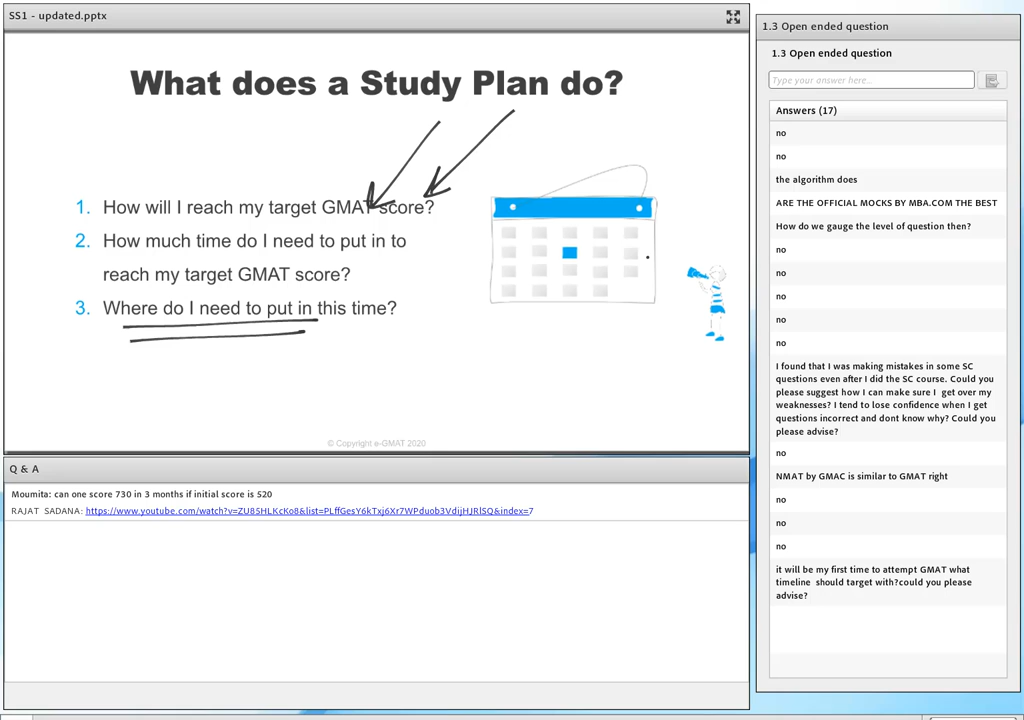 SS1 - updated.pptx
What does a Study Plan do?
1. How will I reach my target GMAT score?
2. How much time do I need to put in to
reach my target GMAT score?
3. Where do I need to put in this time?
© Copyright e-GMAT 2020
Q & A
Moumita: can one score 730 in 3 months if initial score is 520
RAJAT SADANA: https://www.youtube.com/watch?v=ZU85HLKcKo8&list=PLffGesY6kTxj6Xr7WPduob3VdijHJRlSQ&index=7
1.3 Open ended question
1.3 Open ended question
Type your answer here...
Answers (17)
no
no
the algorithm does
ARE THE OFFICIAL MOCKS BY MBA.COM THE BEST
How do we gauge the level of question then?
no
no
no
no
no
I found that I was making mistakes in some SC
questions even after I did the SC course. Could you
please suggest how I can make sure I get over my
weaknesses? I tend to lose confidence when I get
questions incorrect and dont know why? Could you
please advise?
no
NMAT by GMAC is similar to GMAT right
no
no
no
it will be my first time to attempt GMAT what
timeline should target with?could you please
advise?